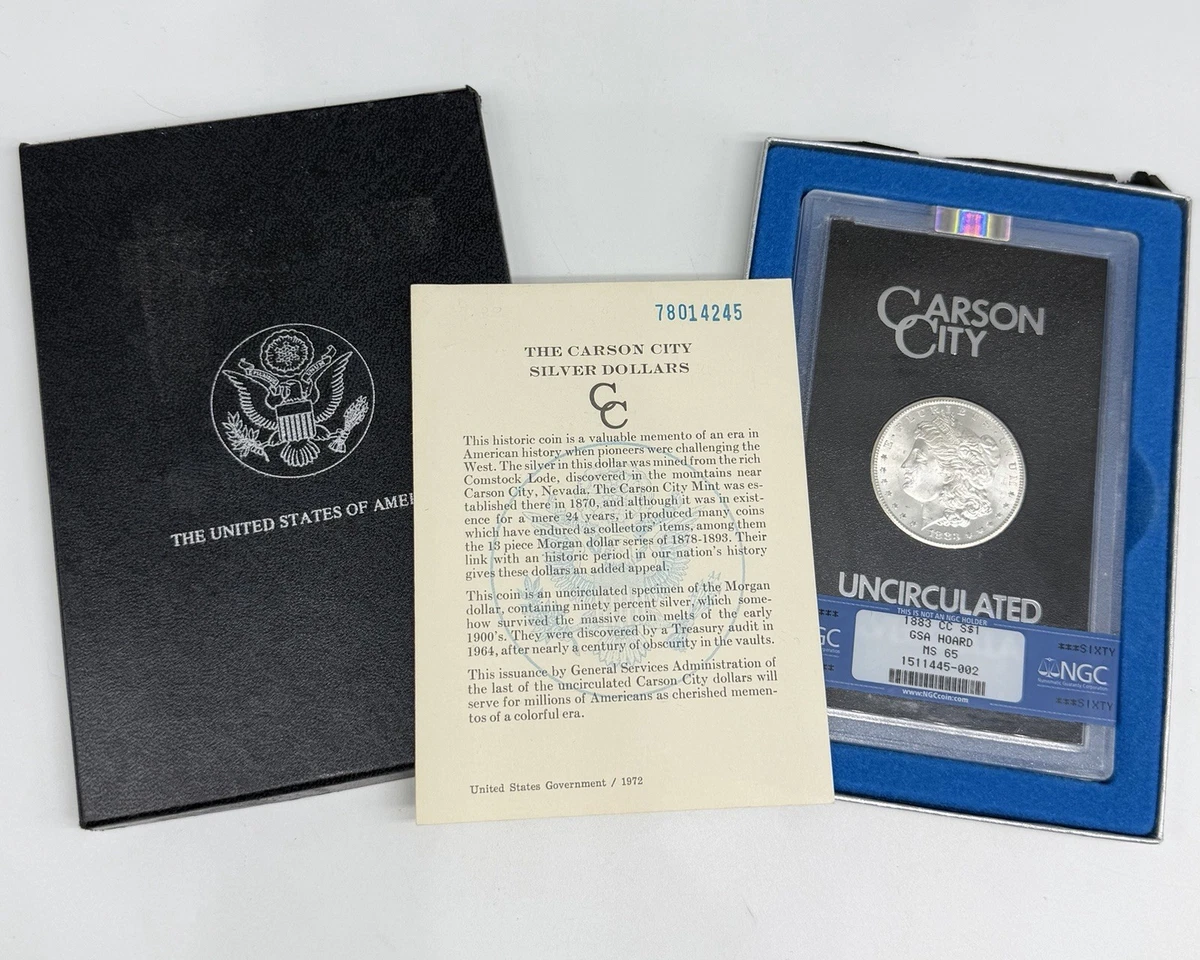 THE UNITED STATES OF AMERI
78014245
THE CARSON CITY
SILVER DOLLARS
CC
This historic coin is a valuable memento of an era in
American history when pioneers were challenging the
West. The silver in this dollar was mined from the rich
Comstock Lode, discovered in the mountains near
Carson City, Nevada. The Carson City Mint was es-
tablished there in 1870, and although it was in exist-
ence for a mere 24 years, it produced many coins
which have endured as collectors' items, among them
the 13 piece Morgan dollar series of 1878-1893. Their
link with an historic period in our nation's history
gives these dollars an added appeal.
This coin is an uncirculated specimen of the Morgan
dollar, containing ninety percent silver, which some-
how survived the massive coin melts of the early
1900's. They were discovered by a Treasury audit in
1964, after nearly a century of obscurity in the vaults.
This issuance by General Services Administration of
the last of the uncirculated Carson City dollars will
serve for millions of Americans as cherished memen-
tos of a colorful era.
United States Government / 1972
CARSON
CITY
1883
UNCIRCULATED
THIS IS NOT AN NGC HOLDER
1883 CC S$1
GSA HOARD
MS 65
1511445-002
www.NGCcoin.com
GC
***SIXTY
NGC
Numismatic Guaranty Corporation
***SIXTY